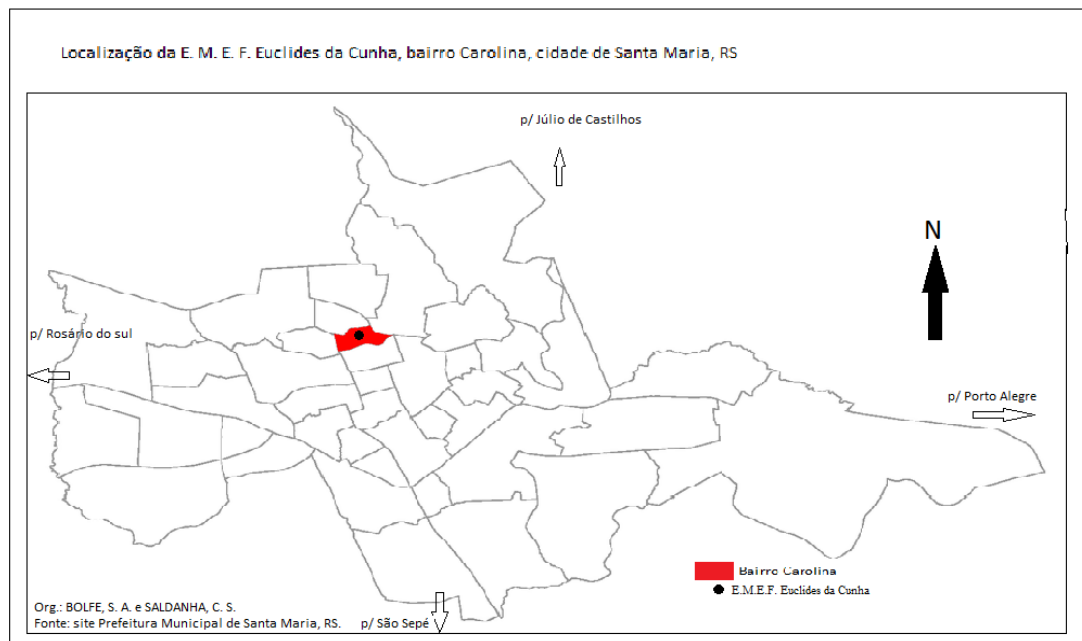 Localização da E. M. E. F. Euclides da Cunha, bairro Carolina, cidade de Santa Maria, RS
p/ Júlio de Castilhos
N
p/ Rosário do sul
p/ Porto Alegre
Bairro Carolina
E.M.E.F. Euclides da Cunha
Org.: BOLFE, S. A. e SALDANHA, C. S.
Fonte: site Prefeitura Municipal de Santa Maria, RS.
p/ São Sepé